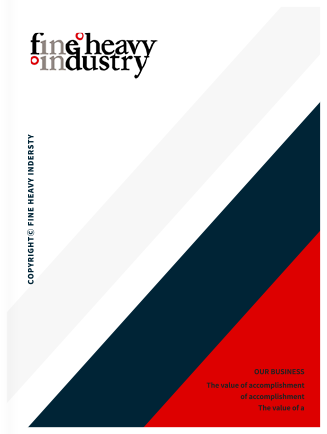 fine heavy
industry
COPYRIGHT© FINE HEAVY INDERSTY
OUR BUSINESS
The value of accomplishment
of accomplishment
The value of a